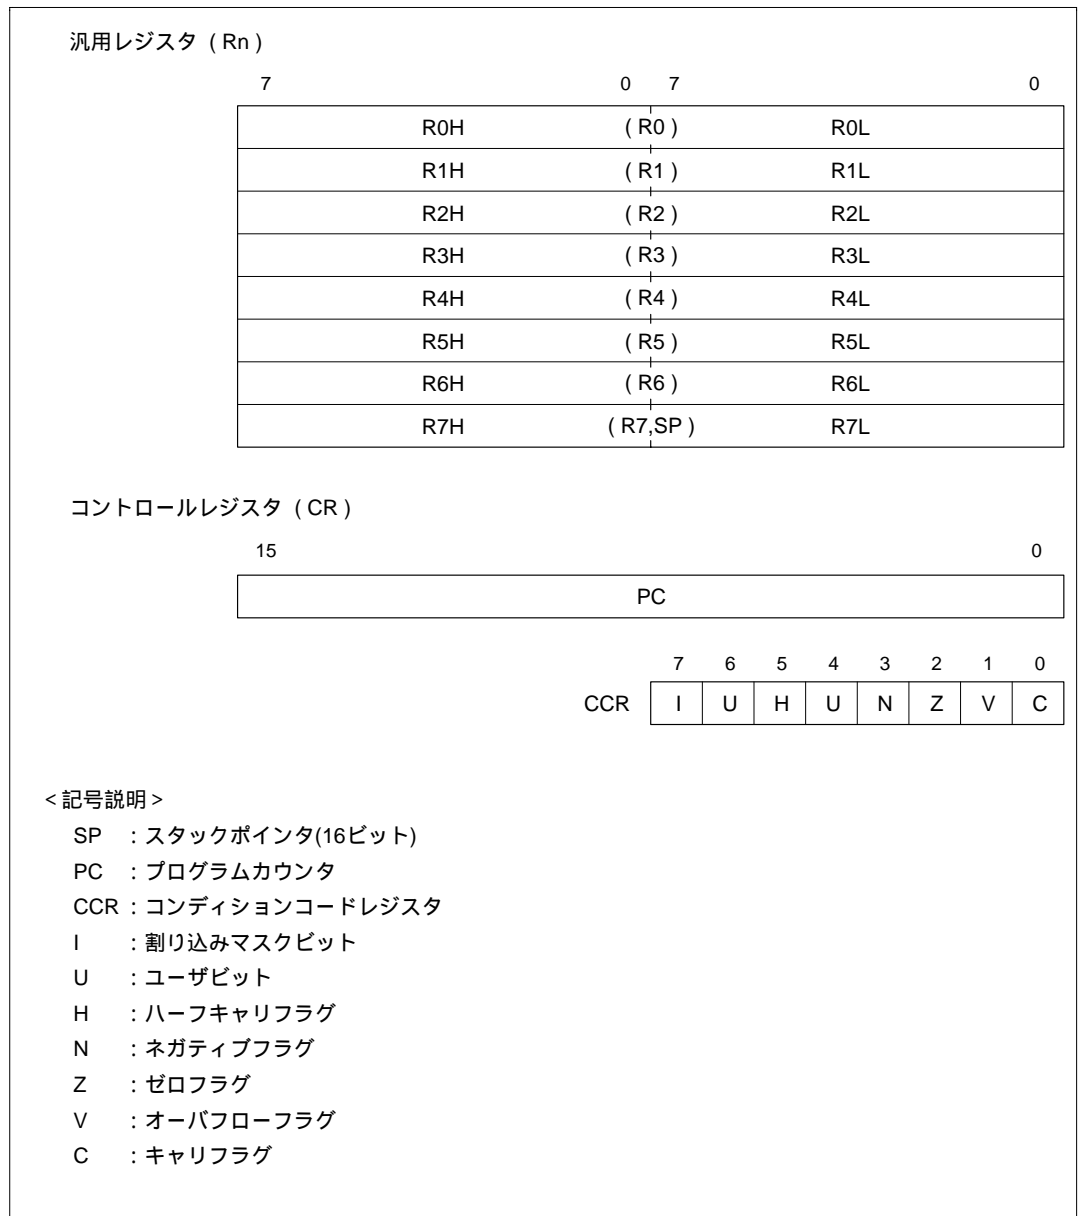 汎用レジスタ (Rn)
7 0 7 0
R0H (R0) R0L
R1H (R1) R1L
R2H (R2) R2L
R3H (R3) R3L
R4H (R4) R4L
R5H (R5) R5L
R6H (R6) R6L
R7H (R7,SP) R7L
コントロールレジスタ (CR)
15 0
PC
7 6 5 4 3 2 1 0
CCR I U H U N Z V C
<記号説明>
SP :スタックポインタ(16ビット)
PC :プログラムカウンタ
CCR:コンディションコードレジスタ
I :割り込みマスクビット
U :ユーザビット
H :ハーフキャリフラグ
N :ネガティブフラグ
Z :ゼロフラグ
V :オーバフローフラグ
C :キャリフラグ